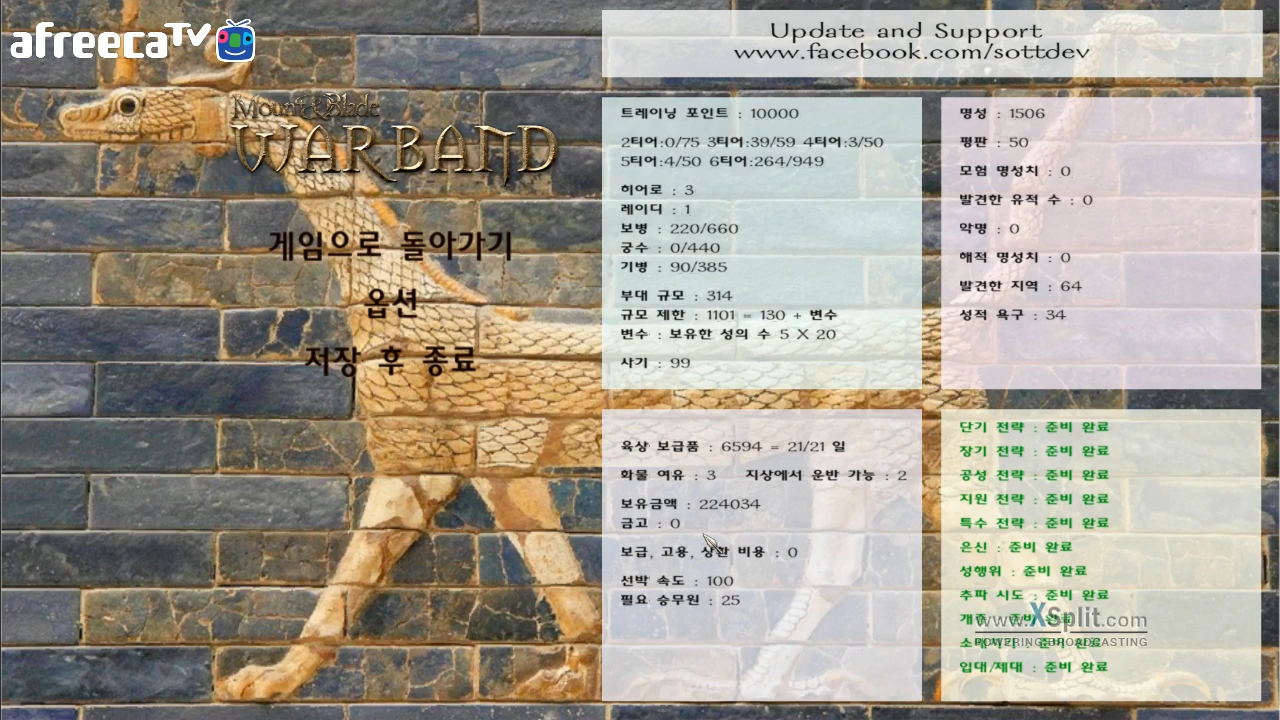 afreecaTV
Mount&Blade
WARBAND
게임으로 돌아가기
옵션
저장 후 종료
Update and Support
www.facebook.com/sottdev
트레이닝 포인트 : 10000
2티어:0/75 3티어:39/59 4티어:3/50
5티어:4/50 6티어:264/949
히어로 : 3
레이디 : 1
보병 : 220/660
궁수 : 0/440
기병 : 90/385
부대 규모 : 314
규모 제한 : 1101 = 130 + 변수
변수 : 보유한 성의 수 5 X 20
사기 : 99
명성 : 1506
평판 : 50
모험 명성치 : 0
발견한 유적 수 : 0
악명 : 0
해적 명성치 : 0
발견한 지역 : 64
성적 욕구 : 34
육상 보급품 : 6594 = 21/21 일
화물 여유 : 3 지상에서 운반 가능 : 2
보유금액 : 224034
금고 : 0
보급, 고용, 상환 비용 : 0
선박 속도 : 100
필요 승무원 : 25
단기 전략 : 준비 완료
장기 전략 : 준비 완료
공성 전략 : 준비 완료
지원 전략 : 준비 완료
특수 전략 : 준비 완료
은신 : 준비 완료
성행위 : 준비 완료
추파 시도 : 준비 완료
www.XSplit.com
POWERING BROADCASTING
입대/제대 : 준비 완료